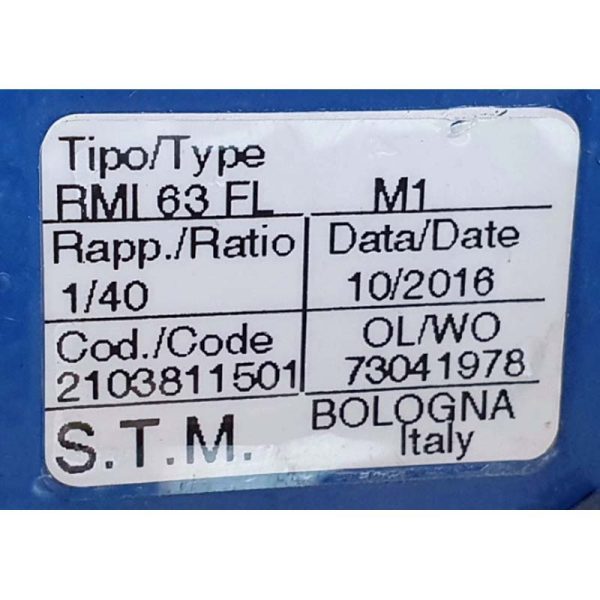 Tipo/Type
RMI 63 FL M1
Rapp./Ratio Data/Date
1/40 10/2016
Cod./Code OL/WO
2103811501 73041978
S.T.M. BOLOGNA
Italy